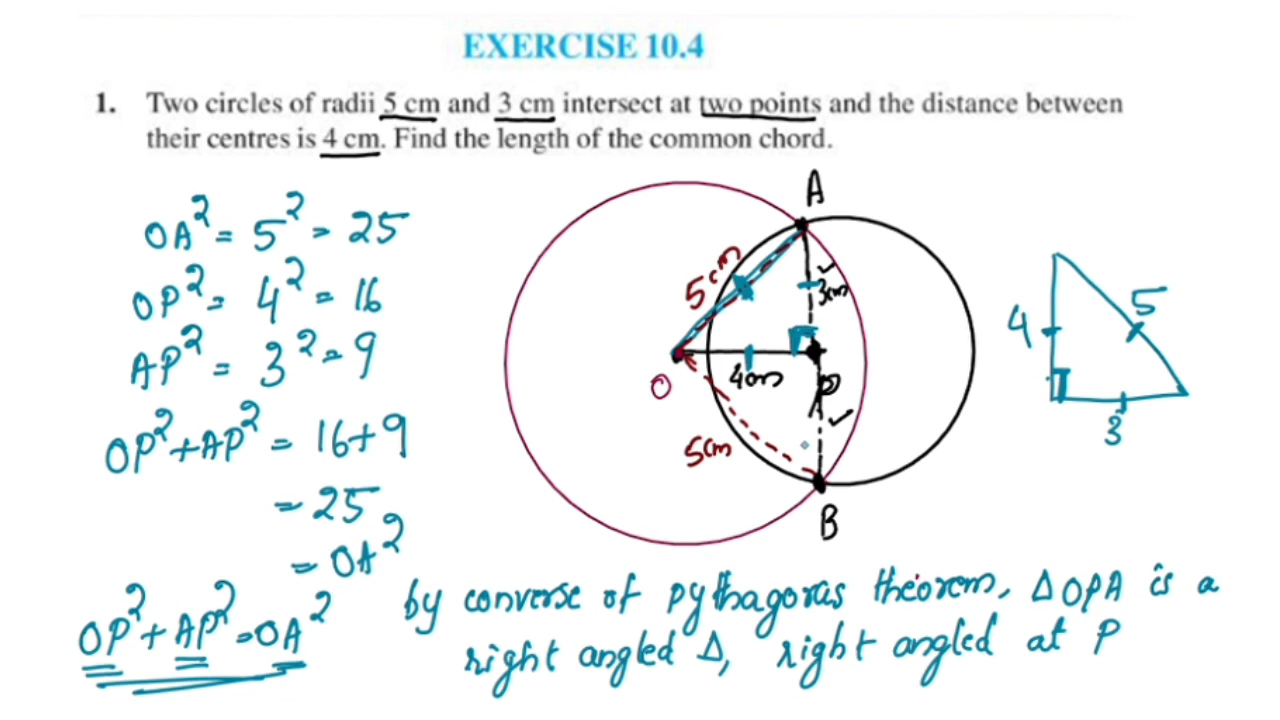 EXERCISE 10.4
1. Two circles of radii 5 cm and 3 cm intersect at two points and the distance between
their centres is 4 cm. Find the length of the common chord.
OA² = 5² = 25
OP² = 4² = 16
AP² = 3² = 9
OP² + AP² = 16+9
= 25
= OA²
OP² + AP² = OA²
A
5cm
3cm
O
4cm
P
5cm
B
4
5
3
by converse of pythagoras theorem, Δ OPA is a
right angled Δ, right angled at P